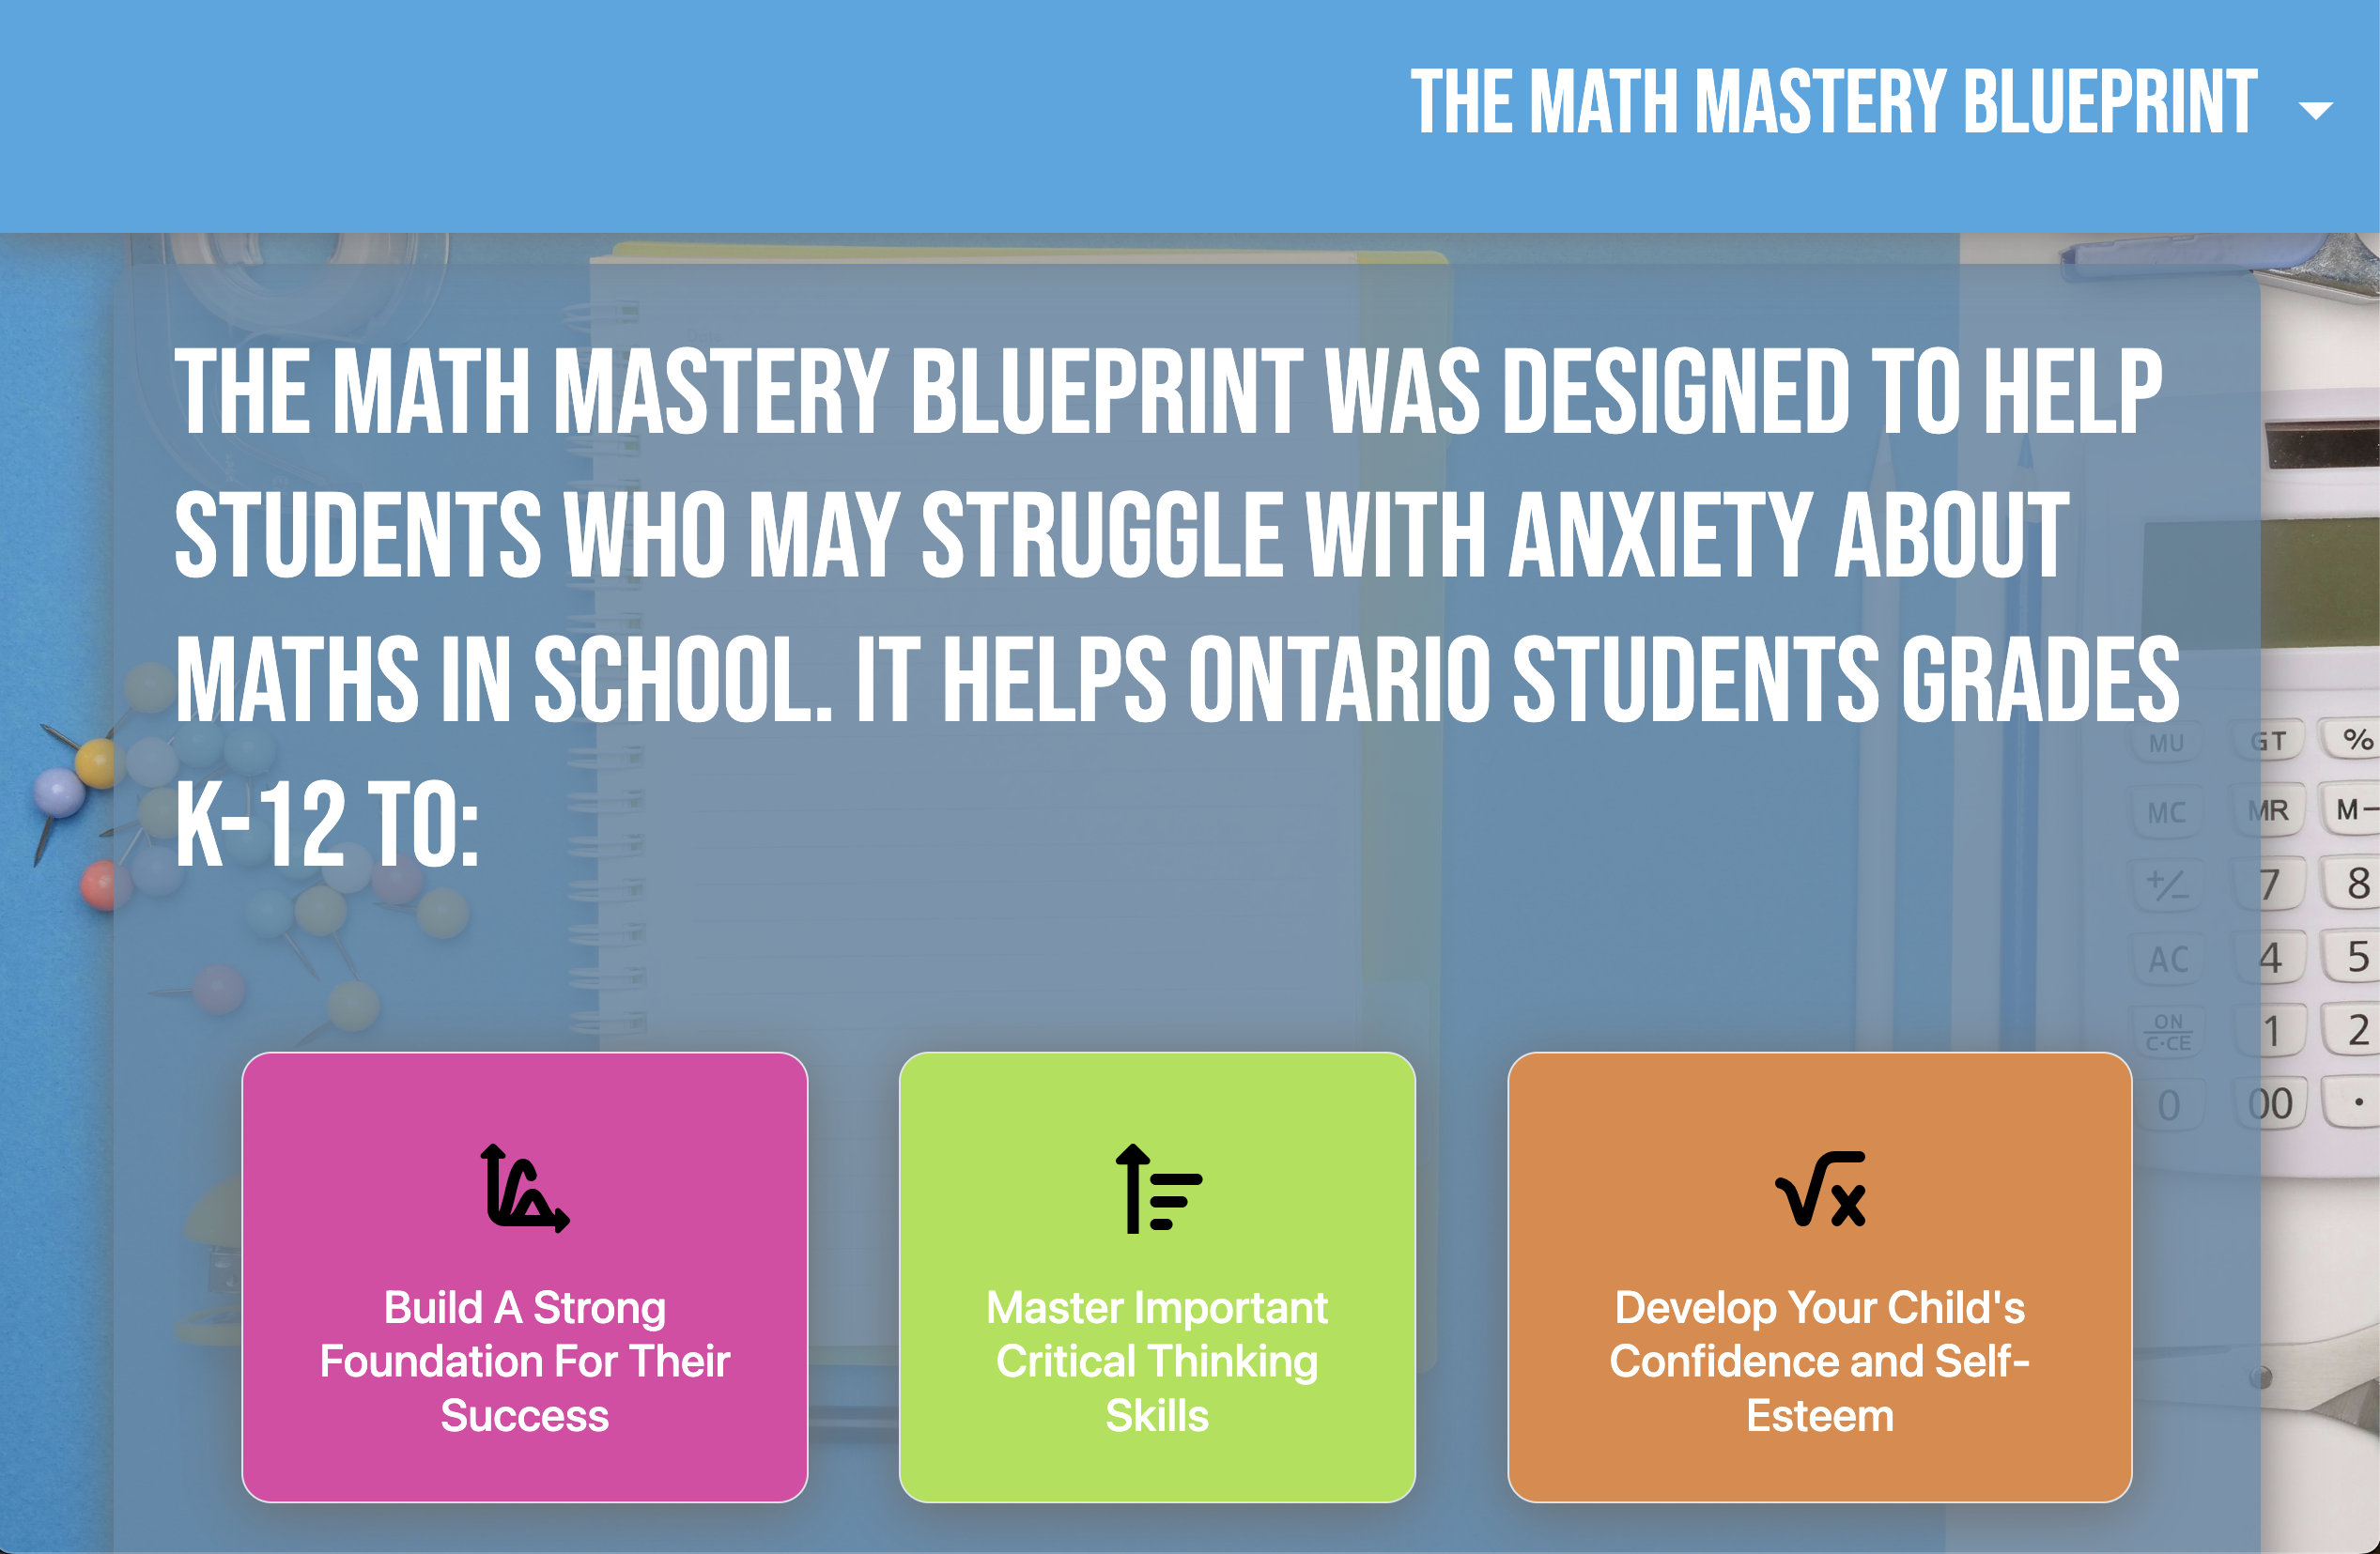 THE MATH MASTERY BLUEPRINT
THE MATH MASTERY BLUEPRINT WAS DESIGNED TO HELP
STUDENTS WHO MAY STRUGGLE WITH ANXIETY ABOUT
MATHS IN SCHOOL. IT HELPS ONTARIO STUDENTS GRADES
K-12 TO:
MU GT %
MC MR M-
+/- 7 8
AC 4 5
ON
C·CE 1 2
0 00 ·
√x
Build A Strong
Foundation For Their
Success
Master Important
Critical Thinking
Skills
Develop Your Child's
Confidence and Self-
Esteem